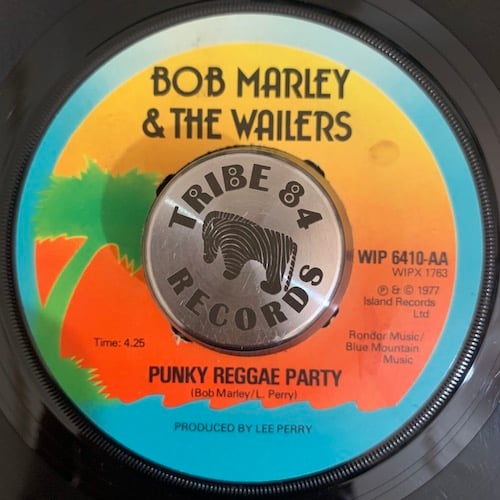 BOB MARLEY
& THE WAILERS
TRIBE 84
RECORDS
WIP 6410-AA
WIPX 1763
℗ & © 1977
Island Records
Ltd
Rondor Music/
Blue Mountain
Music
Time: 4.25
PUNKY REGGAE PARTY
(Bob Marley/L. Perry)
PRODUCED BY LEE PERRY